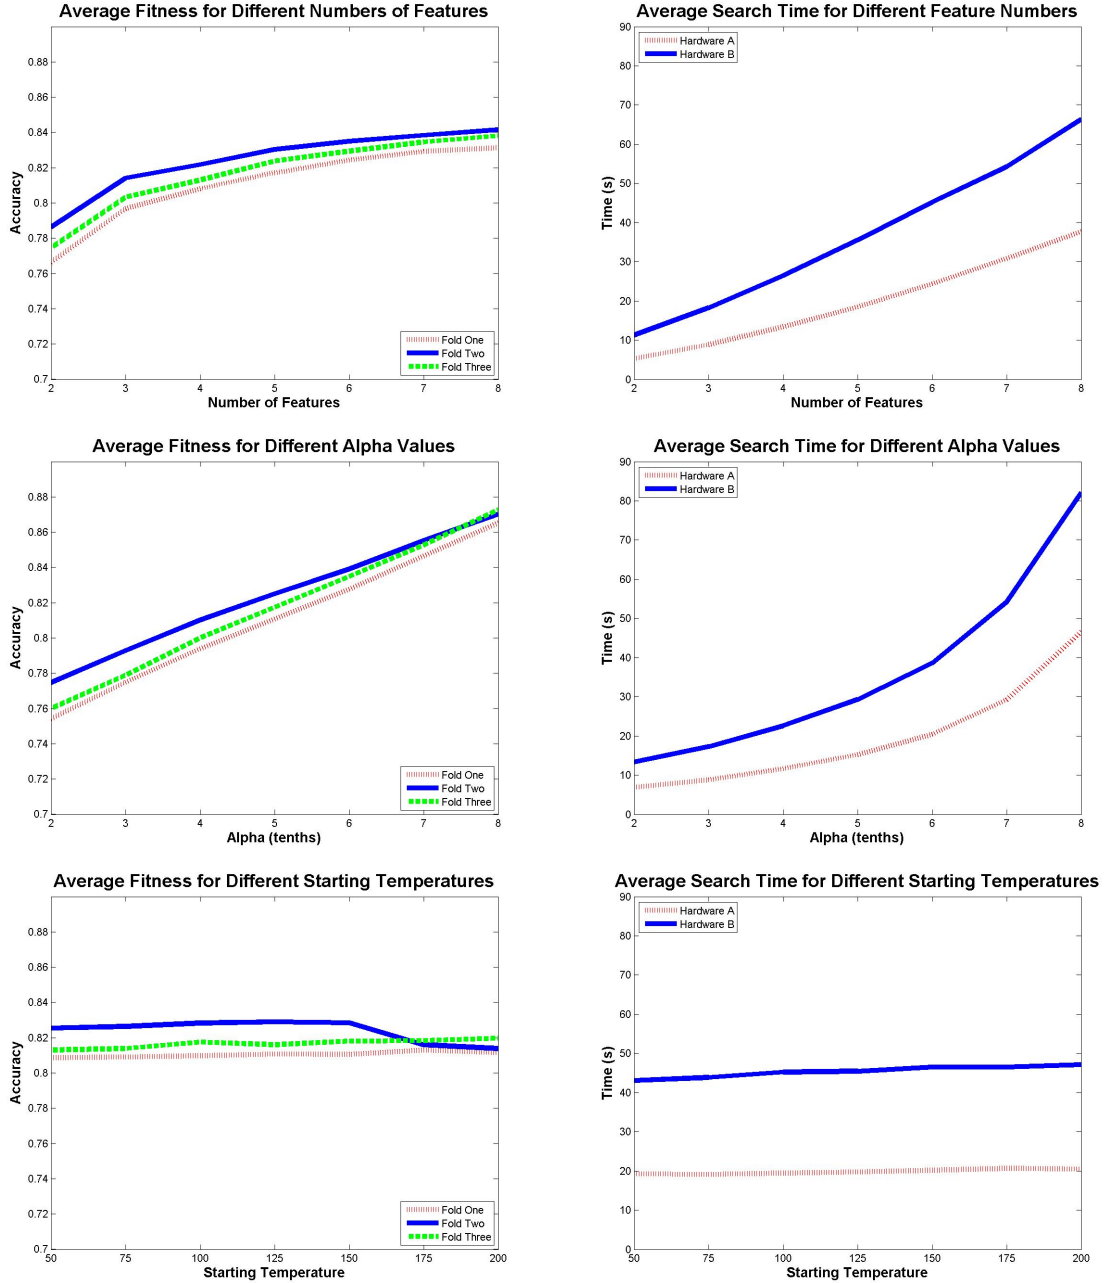 Average Fitness for Different Numbers of Features
0.88
0.86
0.84
0.82
0.8
0.78
0.76
0.74
0.72
0.7
Accuracy
Fold One
Fold Two
Fold Three
2 3 4 5 6 7 8
Number of Features
Average Search Time for Different Feature Numbers
90
80
70
60
50
40
30
20
10
0
Time (s)
Hardware A
Hardware B
2 3 4 5 6 7 8
Number of Features
Average Fitness for Different Alpha Values
0.88
0.86
0.84
0.82
0.8
0.78
0.76
0.74
0.72
0.7
Accuracy
Fold One
Fold Two
Fold Three
2 3 4 5 6 7 8
Alpha (tenths)
Average Search Time for Different Alpha Values
90
80
70
60
50
40
30
20
10
0
Time (s)
Hardware A
Hardware B
2 3 4 5 6 7 8
Alpha (tenths)
Average Fitness for Different Starting Temperatures
0.88
0.86
0.84
0.82
0.8
0.78
0.76
0.74
0.72
0.7
Accuracy
Fold One
Fold Two
Fold Three
50 75 100 125 150 175 200
Starting Temperature
Average Search Time for Different Starting Temperatures
90
80
70
60
50
40
30
20
10
0
Time (s)
Hardware A
Hardware B
50 75 100 125 150 175 200
Starting Temperature